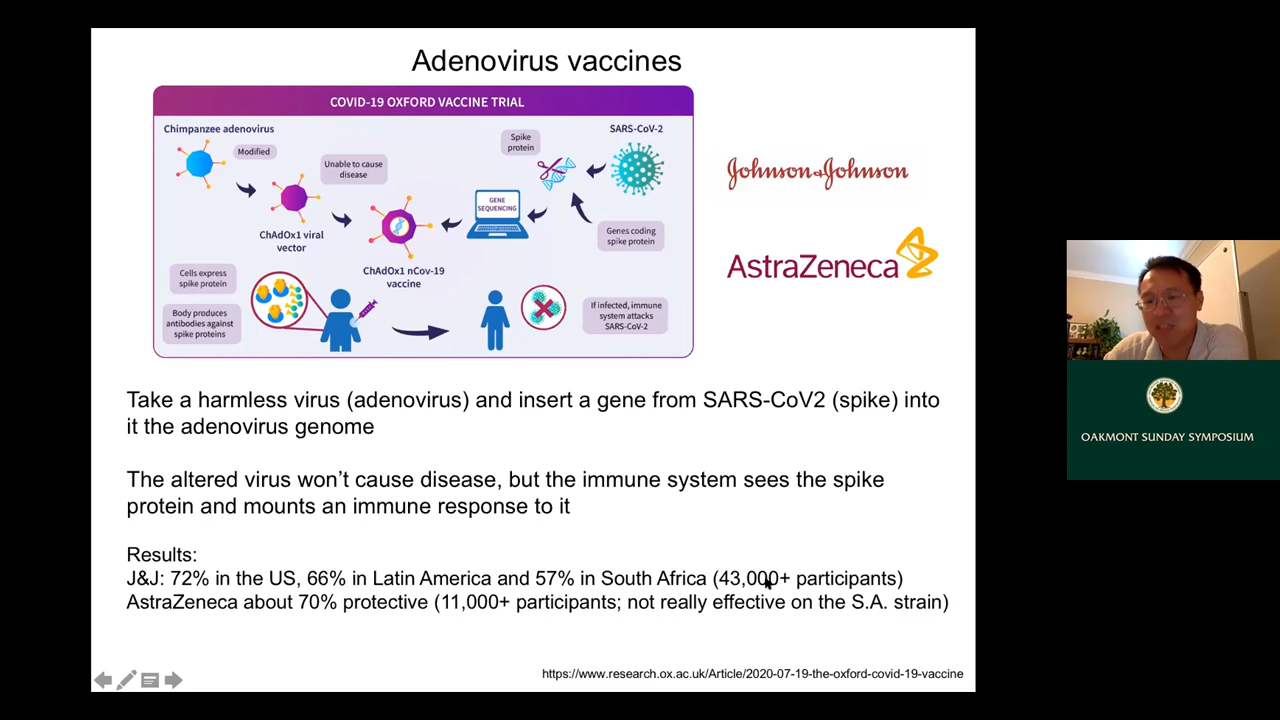 Adenovirus vaccines
COVID-19 OXFORD VACCINE TRIAL
Chimpanzee adenovirus
Modified
Unable to cause
disease
Spike
protein
SARS-CoV-2
GENE
SEQUENCING
Genes coding
spike protein
ChAdOx1 viral
vector
ChAdOx1 nCov-19
vaccine
Cells express
spike protein
Body produces
antibodies against
spike proteins
If infected, immune
system attacks
SARS-CoV-2
Johnson&Johnson
AstraZeneca
Take a harmless virus (adenovirus) and insert a gene from SARS-CoV2 (spike) into
it the adenovirus genome
The altered virus won’t cause disease, but the immune system sees the spike
protein and mounts an immune response to it
Results:
J&J: 72% in the US, 66% in Latin America and 57% in South Africa (43,000+ participants)
AstraZeneca about 70% protective (11,000+ participants; not really effective on the S.A. strain)
https://www.research.ox.ac.uk/Article/2020-07-19-the-oxford-covid-19-vaccine
OAKMONT SUNDAY SYMPOSIUM